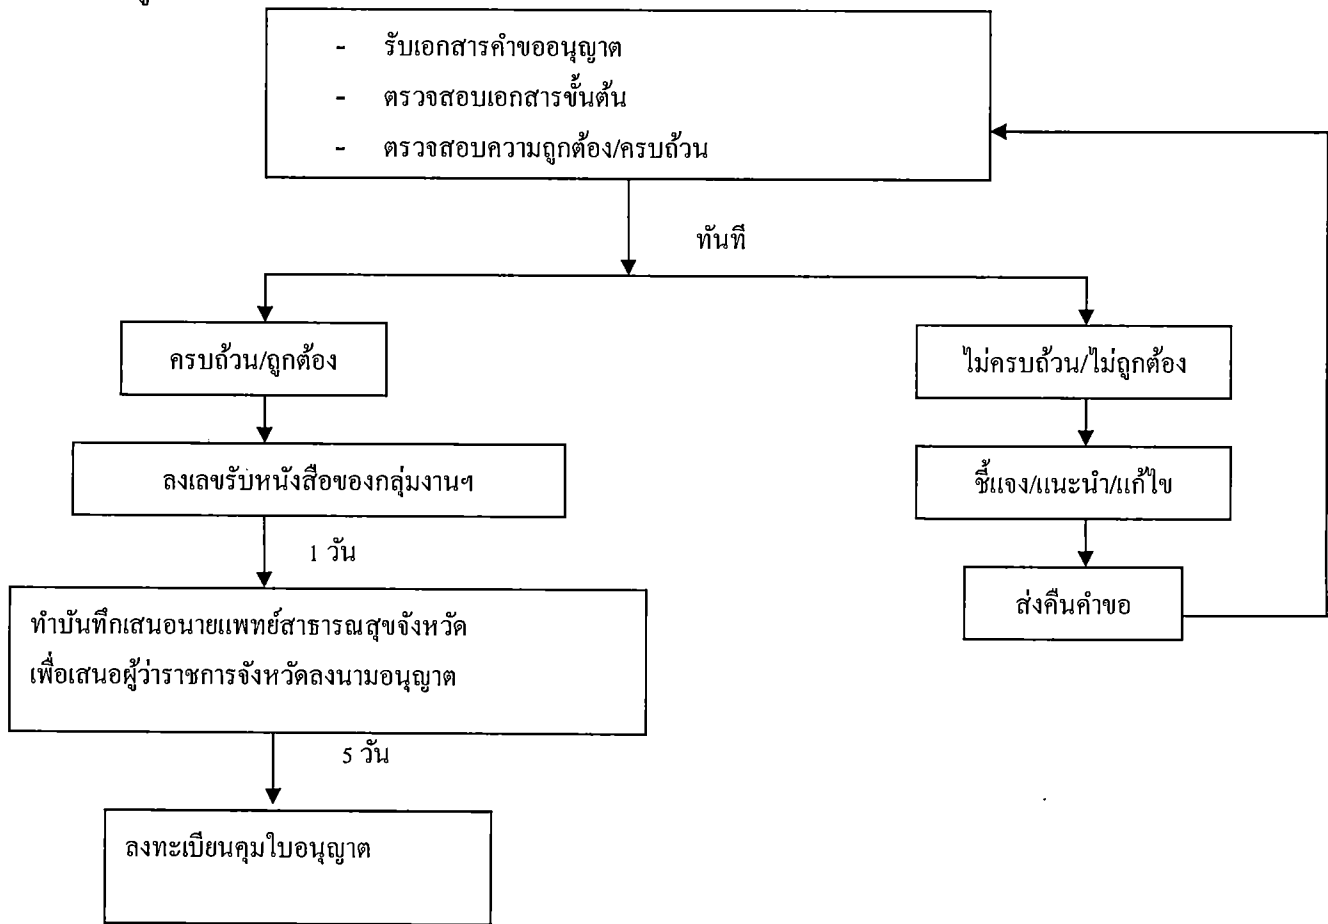 - รับเอกสารคำขออนุญาต
- ตรวจสอบเอกสารขั้นต้น
- ตรวจสอบความถูกต้อง/ครบถ้วน
ทันที
ครบถ้วน/ถูกต้อง
ลงเลขรับหนังสือของกลุ่มงานฯ
1 วัน
ทำบันทึกเสนอนายแพทย์สาธารณสุขจังหวัด
เพื่อเสนอผู้ว่าราชการจังหวัดลงนามอนุญาต
5 วัน
ลงทะเบียนคุมใบอนุญาต
ไม่ครบถ้วน/ไม่ถูกต้อง
ชี้แจง/แนะนำ/แก้ไข
ส่งคืนคำขอ